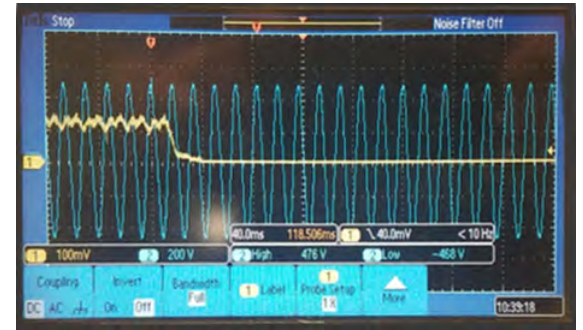 Stop Noise Filter Off
1
40.0ms 118.506ms 1 40.0mV < 10 Hz
1 100mV 2 200 V 2 High 476 V 2 Low -468 V
Coupling Invert Bandwidth 1 Label 1 Probe Setup More
DC AC On Off Full 1X
10:39:18